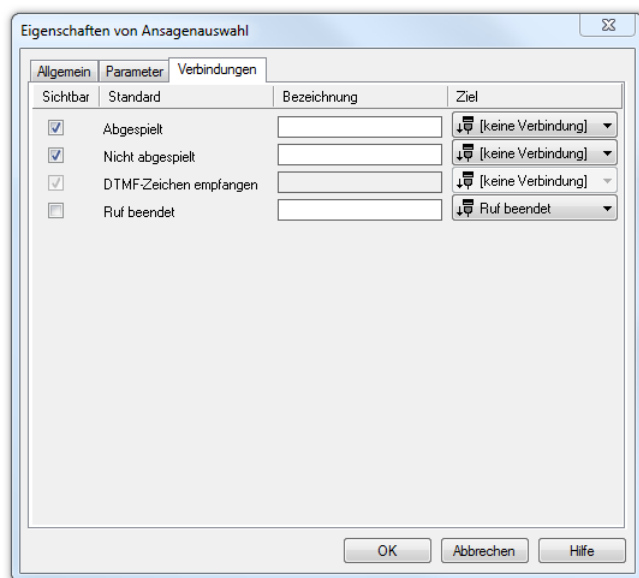 Eigenschaften von Ansagenauswahl
Allgemein Parameter Verbindungen
Sichtbar Standard Bezeichnung Ziel
Abgespielt [keine Verbindung]
Nicht abgespielt [keine Verbindung]
DTMF-Zeichen empfangen [keine Verbindung]
Ruf beendet Ruf beendet
OK Abbrechen Hilfe